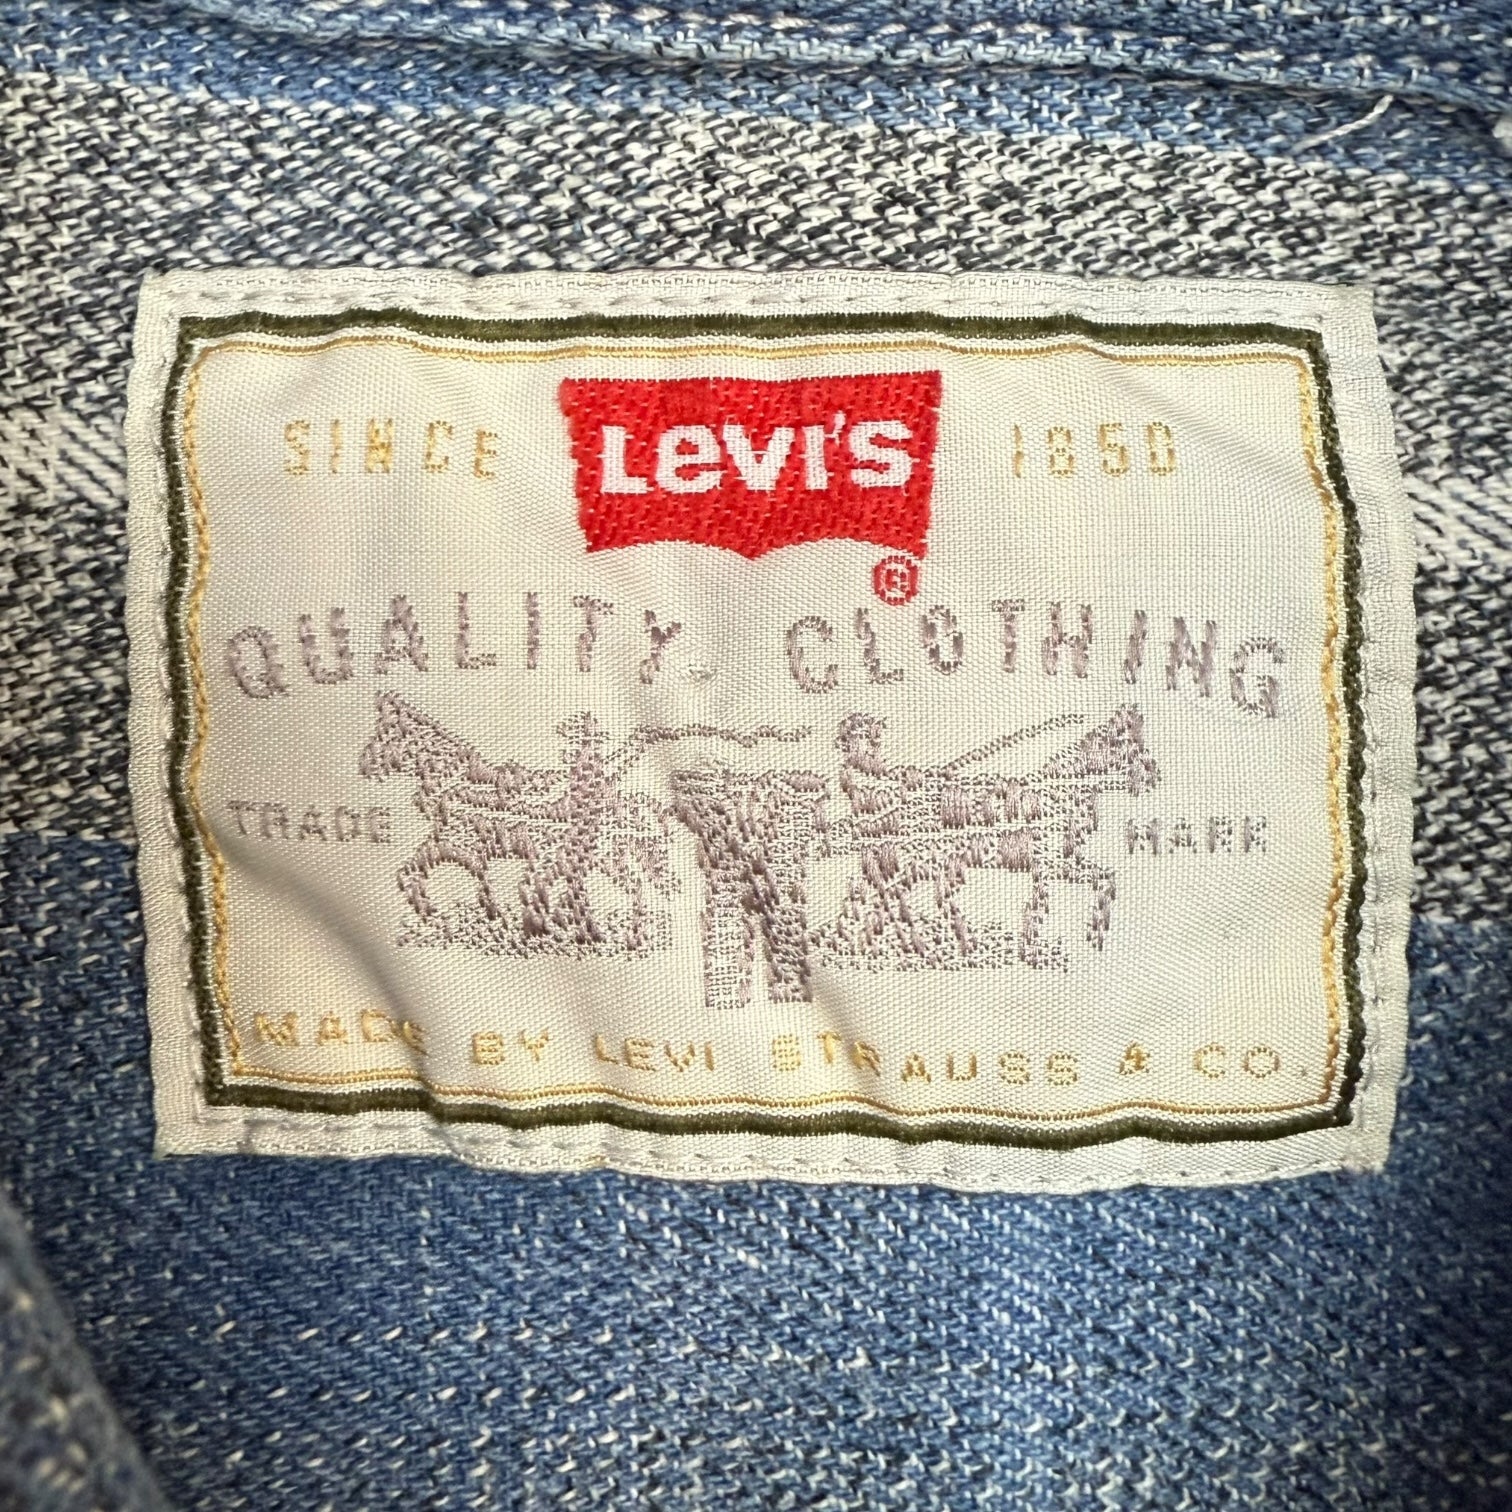 SINCE LEVI'S 1850
®
QUALITY CLOTHING
TRADE MARK
MADE BY LEVI STRAUSS & CO.